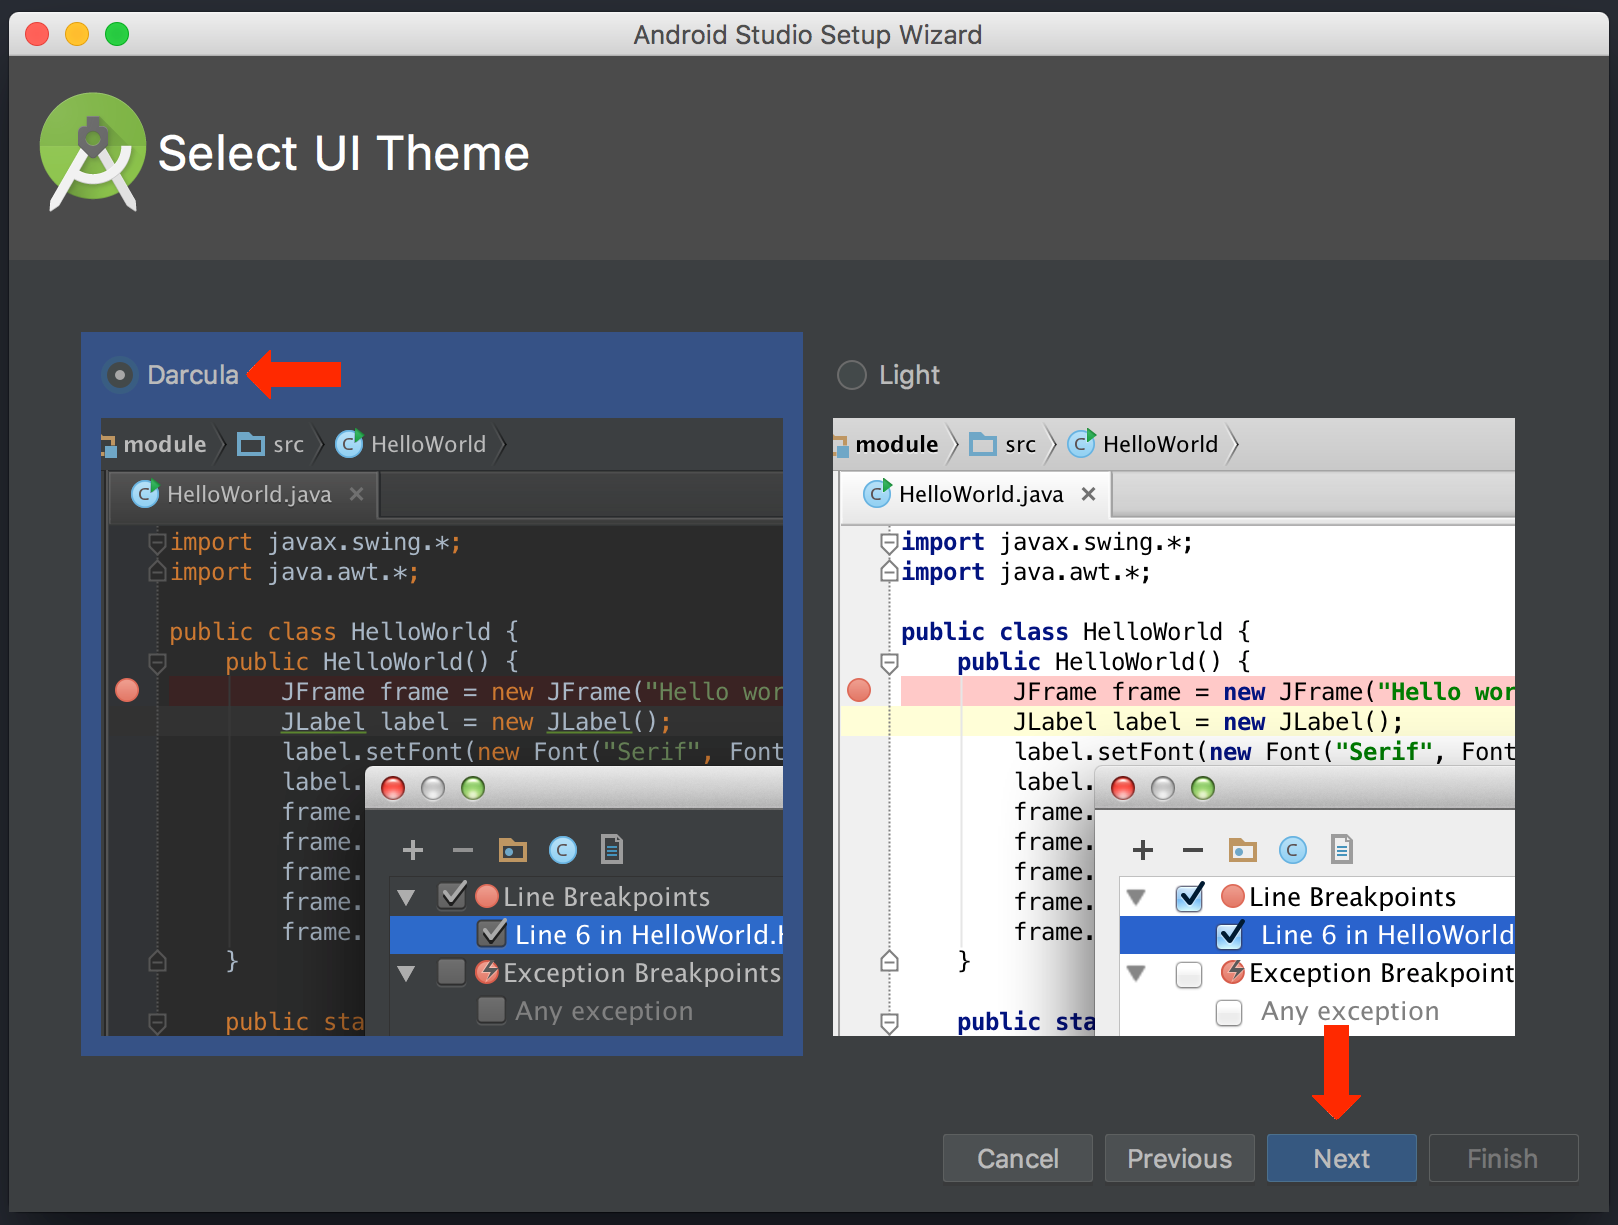 Android Studio Setup Wizard
Select UI Theme
Darcula
module src HelloWorld
HelloWorld.java
import javax.swing.*;
import java.awt.*;
public class HelloWorld {
public HelloWorld() {
JFrame frame = new JFrame("Hello wor
JLabel label = new JLabel();
label.setFont(new Font("Serif", Font
label.
frame.
frame.
frame.
frame.
frame.
}
public sta
Line Breakpoints
Line 6 in HelloWorld.
Exception Breakpoints
Any exception
Light
module src HelloWorld
HelloWorld.java
import javax.swing.*;
import java.awt.*;
public class HelloWorld {
public HelloWorld() {
JFrame frame = new JFrame("Hello wor
JLabel label = new JLabel();
label.setFont(new Font("Serif", Font
label.
frame.
frame.
frame.
frame.
frame.
}
public sta
Line Breakpoints
Line 6 in HelloWorld
Exception Breakpoint
Any exception
Cancel
Previous
Next
Finish